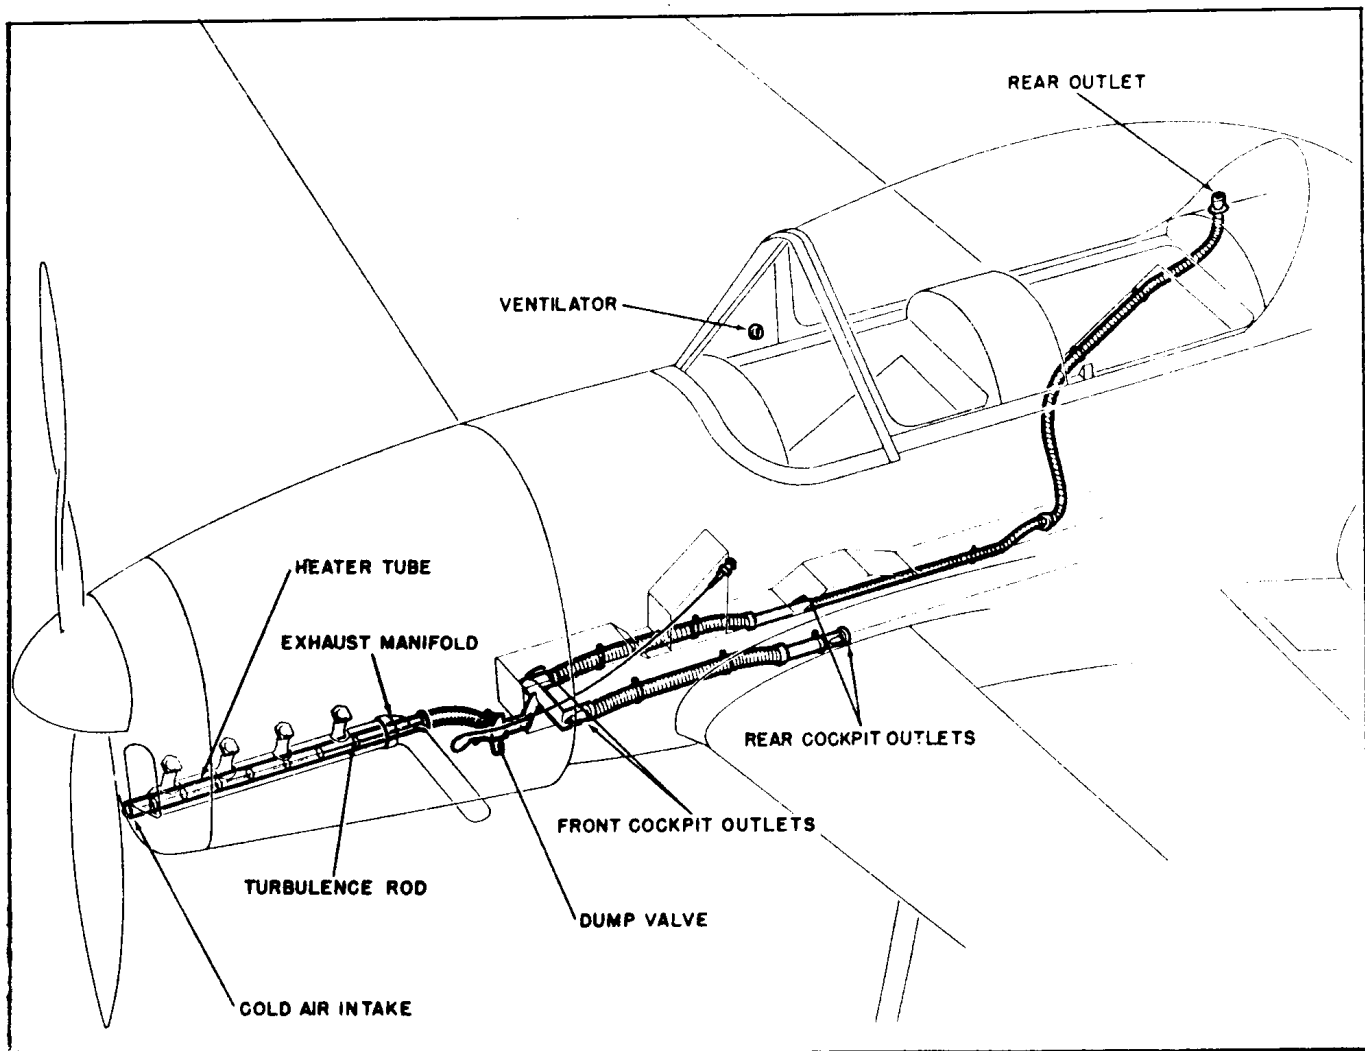 REAR OUTLET
VENTILATOR
HEATER TUBE
EXHAUST MANIFOLD
REAR COCKPIT OUTLETS
FRONT COCKPIT OUTLETS
TURBULENCE ROD
DUMP VALVE
COLD AIR INTAKE